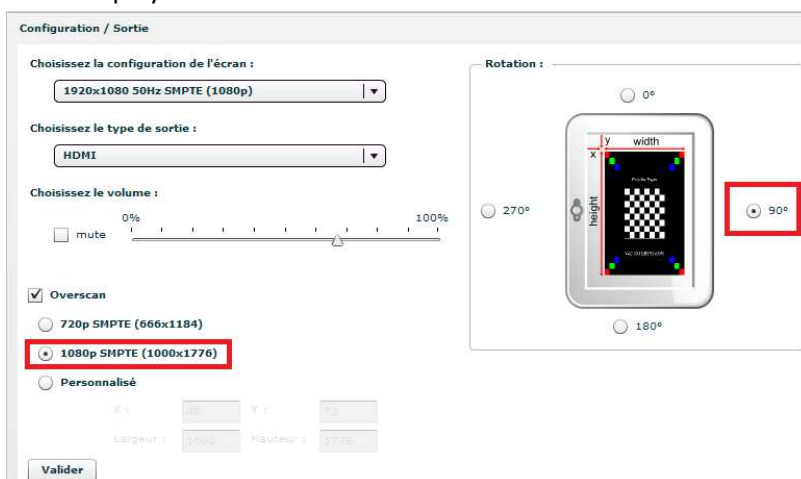 Configuration / Sortie
Choisissez la configuration de l'écran :
1920x1080 50Hz SMPTE (1080p)
Choisissez le type de sortie :
HDMI
Choisissez le volume :
0% 100%
mute
Overscan
720p SMPTE (666x1184)
1080p SMPTE (1000x1776)
Personnalisé
X : 40 Y : 72
Largeur : 1000 Hauteur : 1776
Valider
Rotation :
0°
y width
x
270°
height
90°
180°